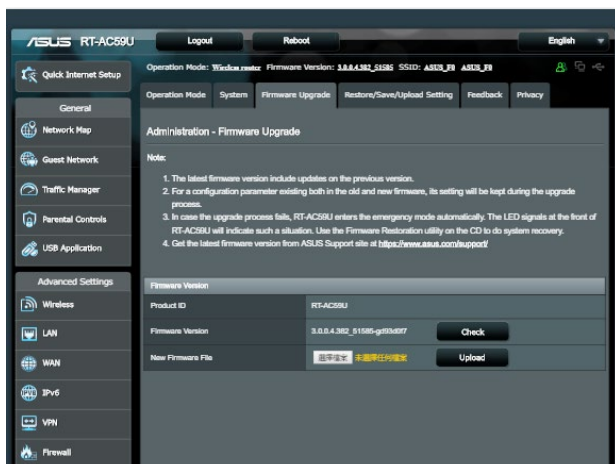 ASUS RT-AC59U Logout Reboot English
Quick Internet Setup
Operation Mode: Wireless router Firmware Version: 3.0.0.4.382_51585 SSID: ASUS_F0 ASUS_F0
Operation Mode System Firmware Upgrade Restore/Save/Upload Setting Feedback Privacy
General
Network Map
Guest Network
Traffic Manager
Parental Controls
USB Application
Advanced Settings
Wireless
LAN
WAN
IPv6
VPN
Firewall
Administration - Firmware Upgrade
Note:
1. The latest firmware version include updates on the previous version.
2. For a configuration parameter existing both in the old and new firmware, its setting will be kept during the upgrade
process.
3. In case the upgrade process fails, RT-AC59U enters the emergency mode automatically. The LED signals at the front of
RT-AC59U will indicate such a situation. Use the Firmware Restoration utility on the CD to do system recovery.
4. Get the latest firmware version from ASUS Support site at https://www.asus.com/support/
Firmware Version
Product ID RT-AC59U
Firmware Version 3.0.0.4.382_51585-gd93d0f7 Check
New Firmware File 選擇檔案 未選擇任何檔案 Upload